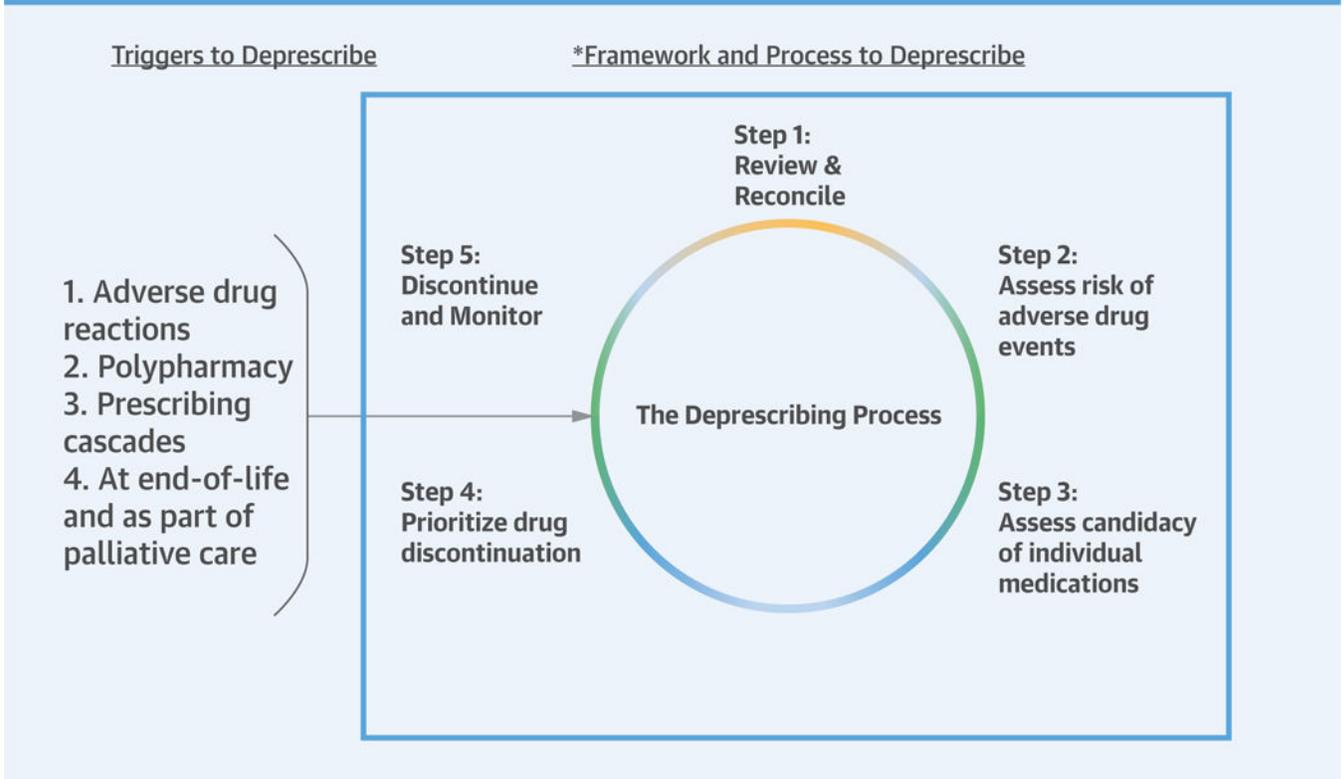 Triggers to Deprescribe
*Framework and Process to Deprescribe
1. Adverse drug
reactions
2. Polypharmacy
3. Prescribing
cascades
4. At end-of-life
and as part of
palliative care
Step 1:
Review &
Reconcile
Step 2:
Assess risk of
adverse drug
events
Step 3:
Assess candidacy
of individual
medications
Step 4:
Prioritize drug
discontinuation
Step 5:
Discontinue
and Monitor
The Deprescribing Process